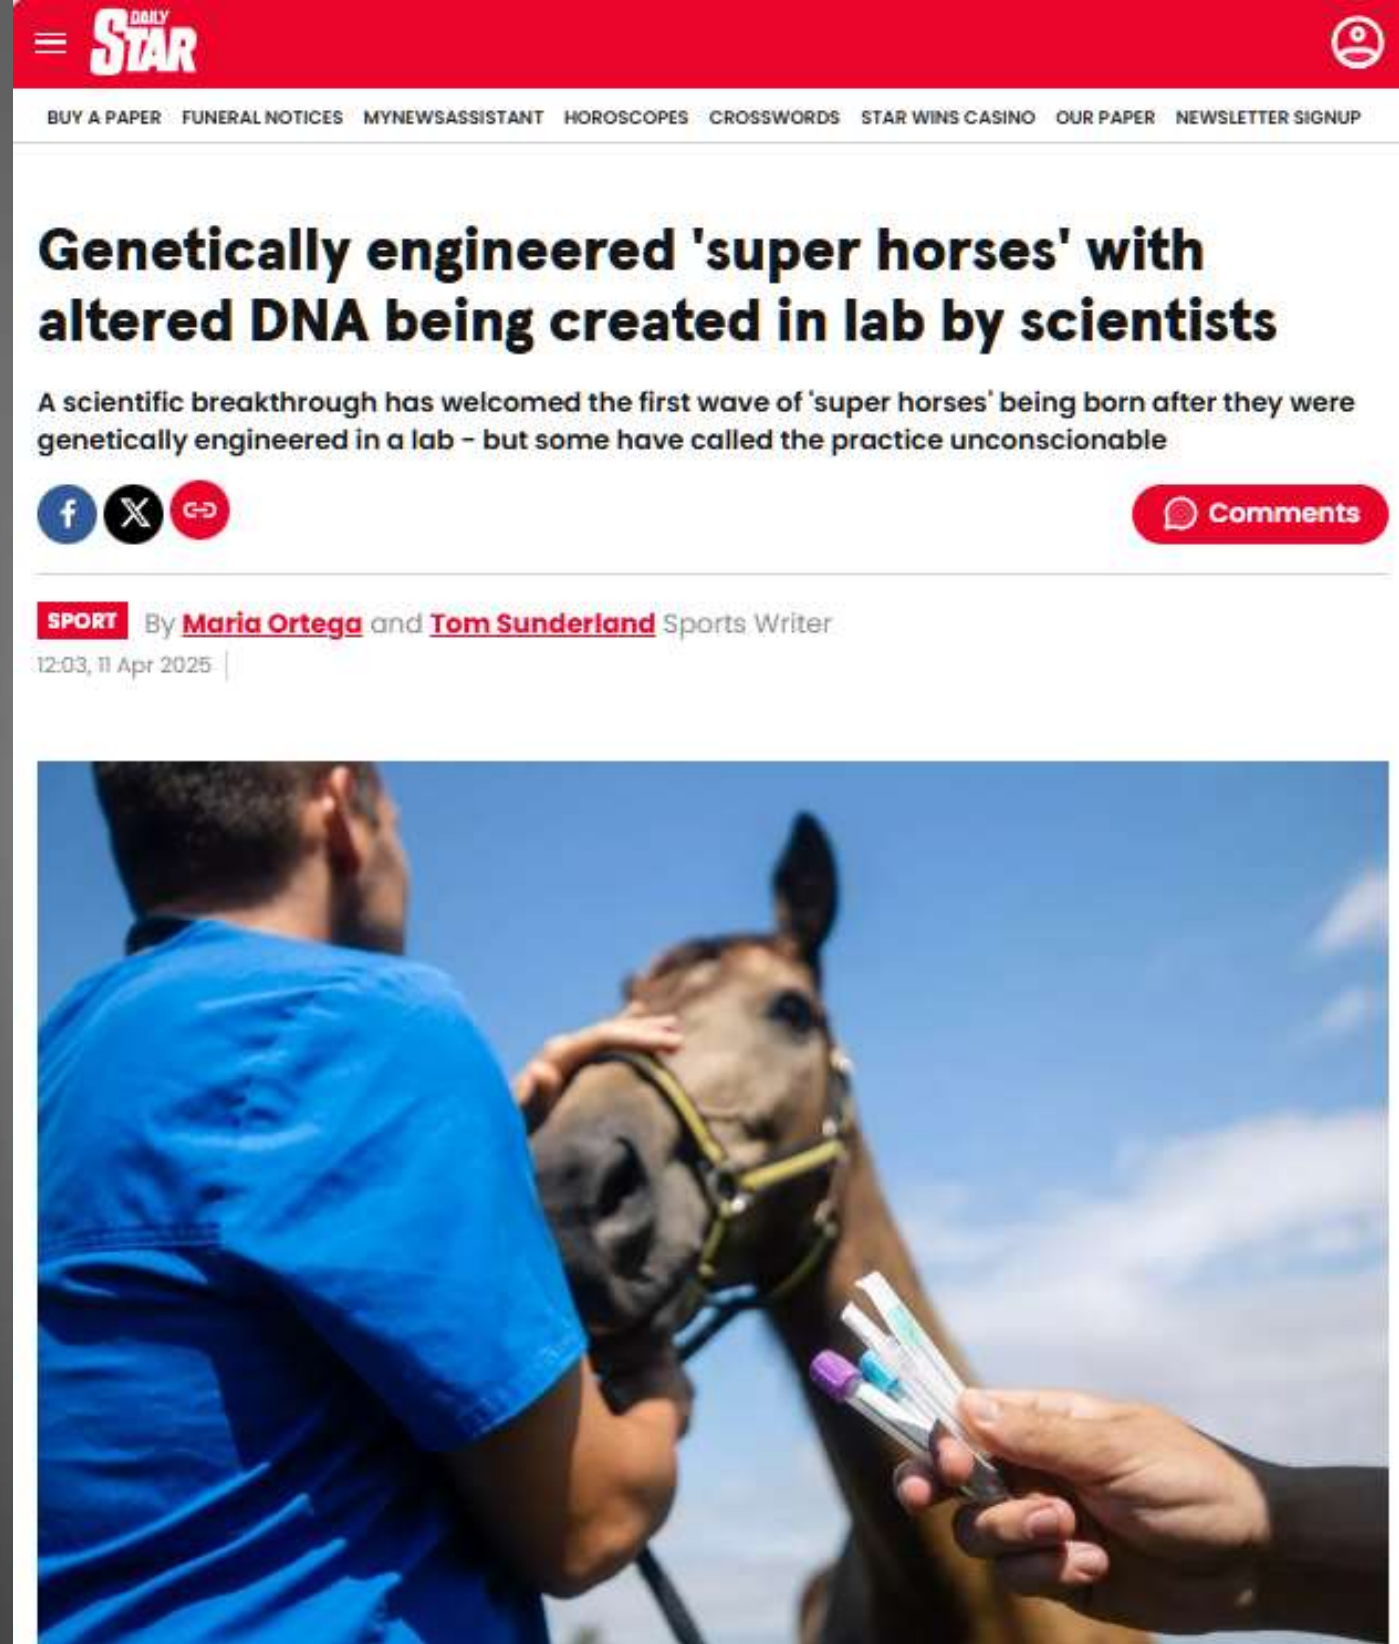 DAILY
STAR
BUY A PAPER FUNERAL NOTICES MYNEWSASSISTANT HOROSCOPES CROSSWORDS STAR WINS CASINO OUR PAPER NEWSLETTER SIGNUP
Genetically engineered 'super horses' with
altered DNA being created in lab by scientists
A scientific breakthrough has welcomed the first wave of 'super horses' being born after they were
genetically engineered in a lab - but some have called the practice unconscionable
Comments
SPORT By Maria Ortega and Tom Sunderland Sports Writer
12:03, 11 Apr 2025